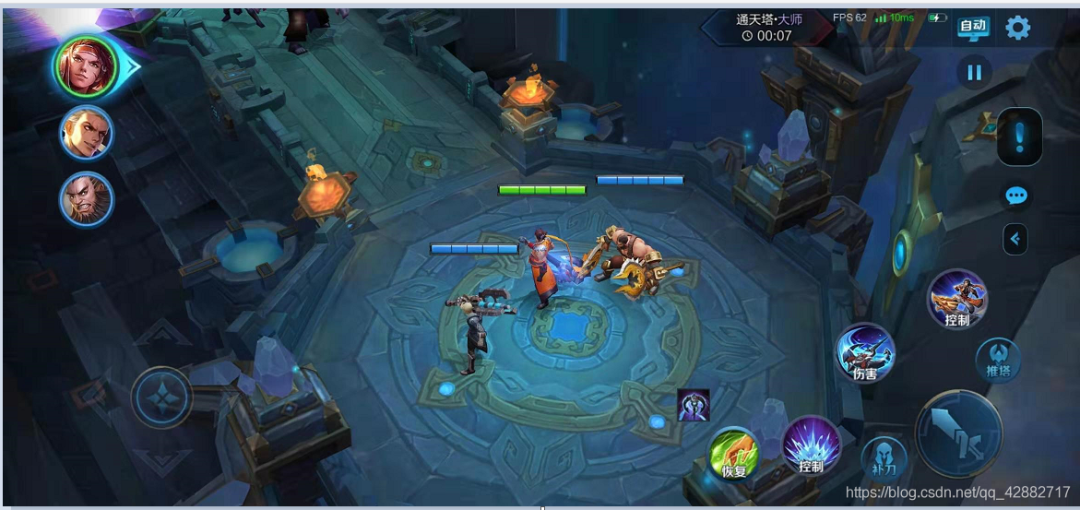 通天塔·大师
00:07
FPS 62
10ms
自动
控制
伤害
推塔
恢复
控制
补刀
https://blog.csdn.net/qq_42882717